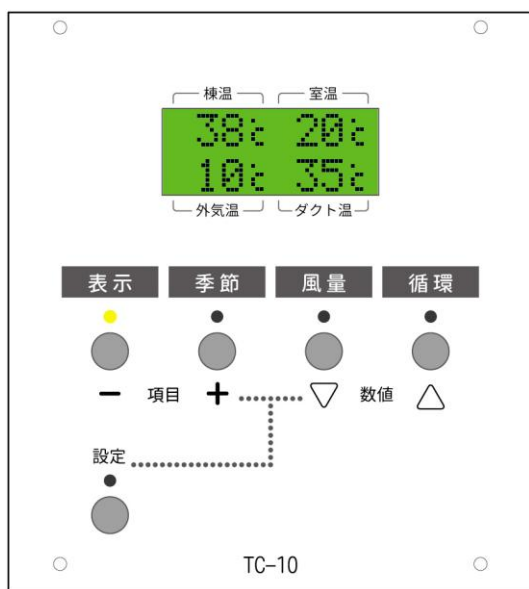 棟温 室温
38℃ 20℃
10℃ 35℃
外気温 ダクト温
表示 季節 風量 循環
− 項目 + ▽ 数値 △
設定
TC-10